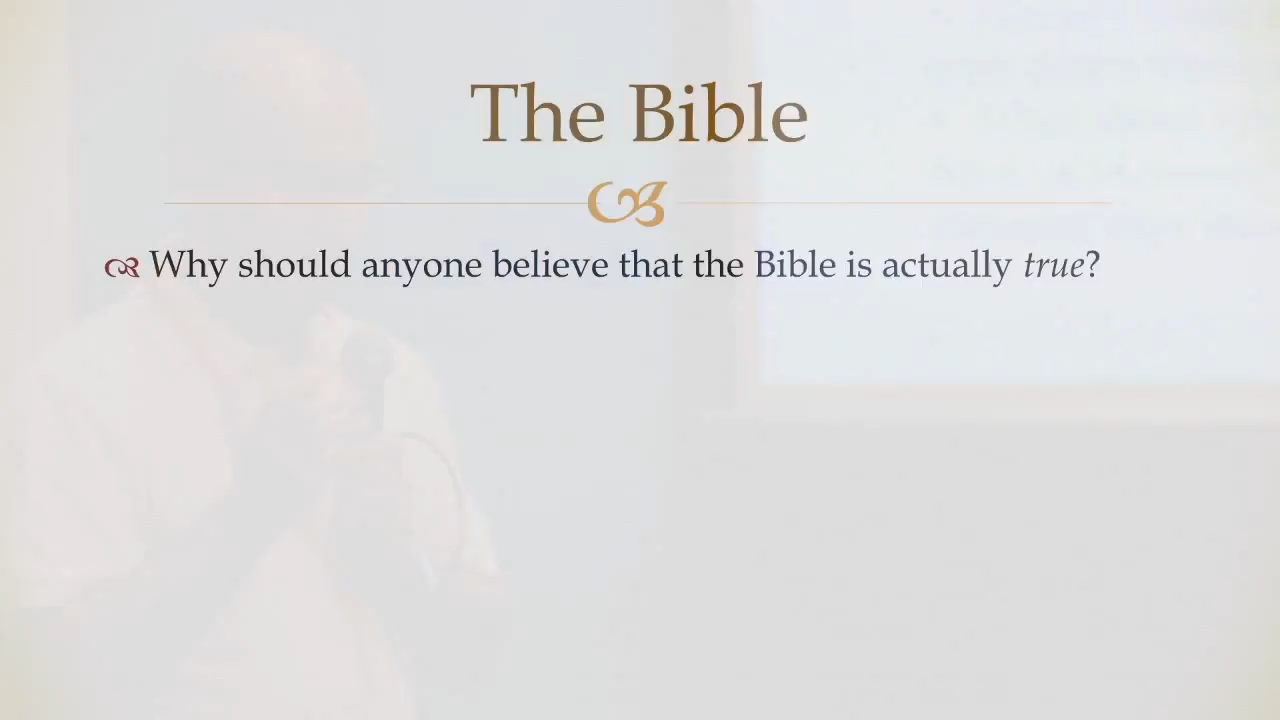 The Bible
Why should anyone believe that the Bible is actually true?